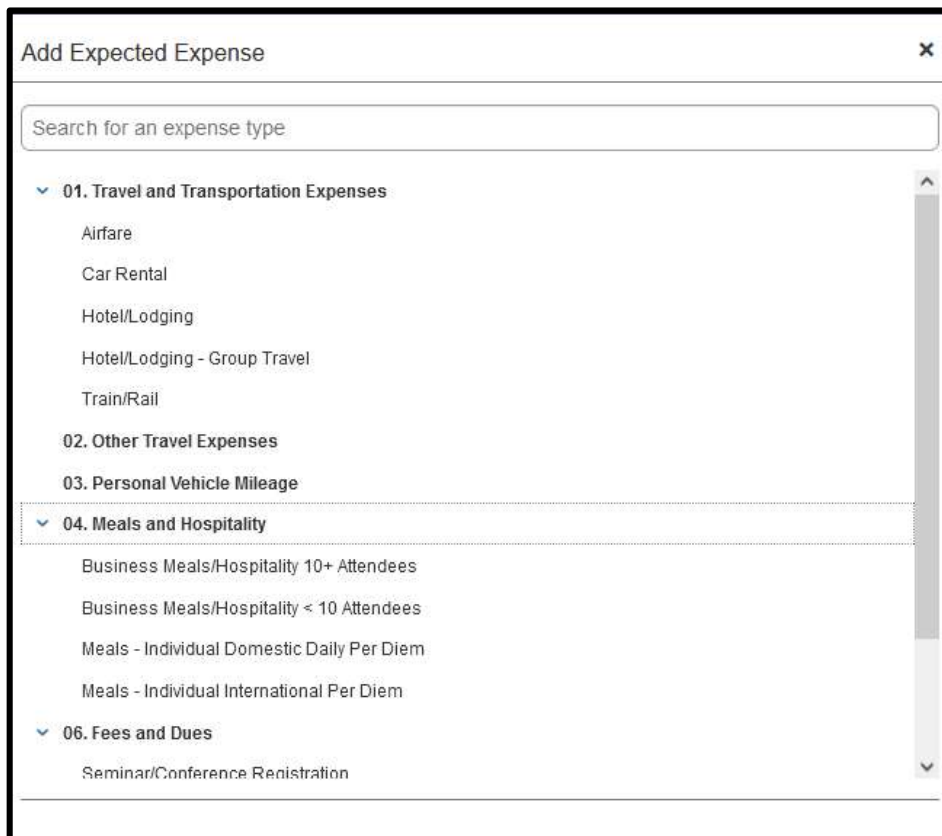 Add Expected Expense
Search for an expense type
01. Travel and Transportation Expenses
Airfare
Car Rental
Hotel/Lodging
Hotel/Lodging - Group Travel
Train/Rail
02. Other Travel Expenses
03. Personal Vehicle Mileage
04. Meals and Hospitality
Business Meals/Hospitality 10+ Attendees
Business Meals/Hospitality < 10 Attendees
Meals - Individual Domestic Daily Per Diem
Meals - Individual International Per Diem
06. Fees and Dues
Seminar/Conference Registration